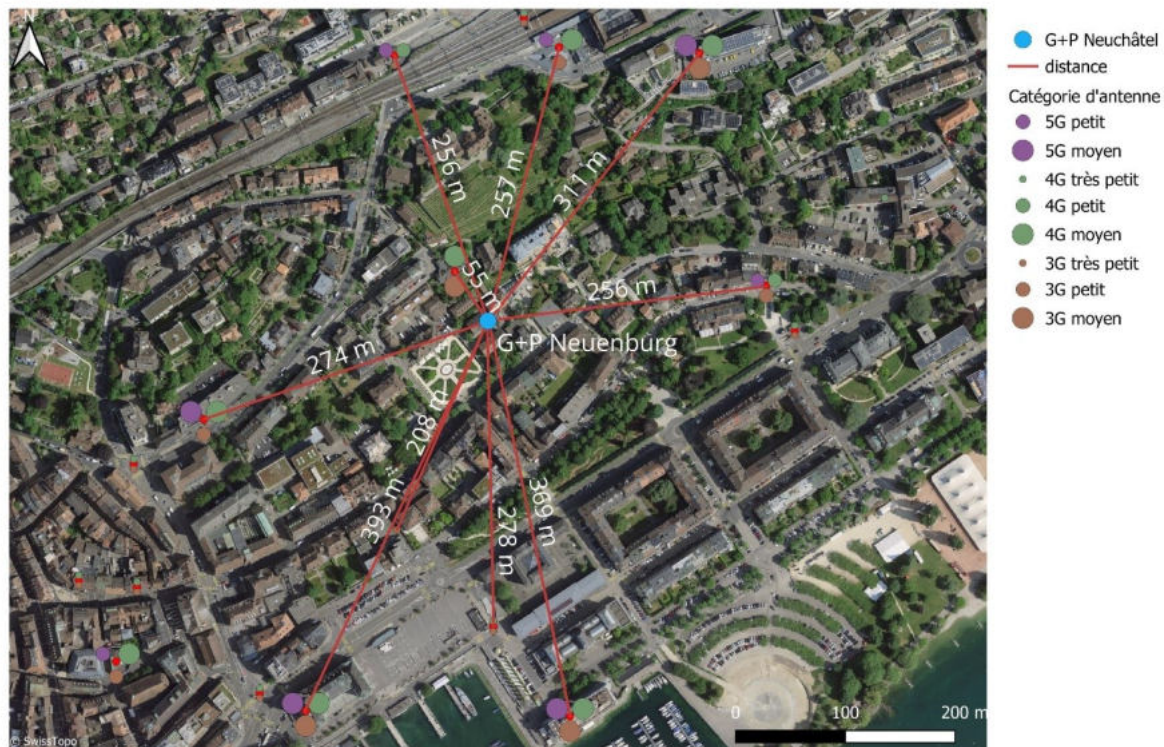 G+P Neuchâtel
distance
Catégorie d'antenne
5G petit
5G moyen
4G très petit
4G petit
4G moyen
3G très petit
3G petit
3G moyen
256 m
257 m
311 m
55 m
256 m
G+P Neuenburg
274 m
208 m
393 m
278 m
369 m
0 100 200 m
© SwissTopo